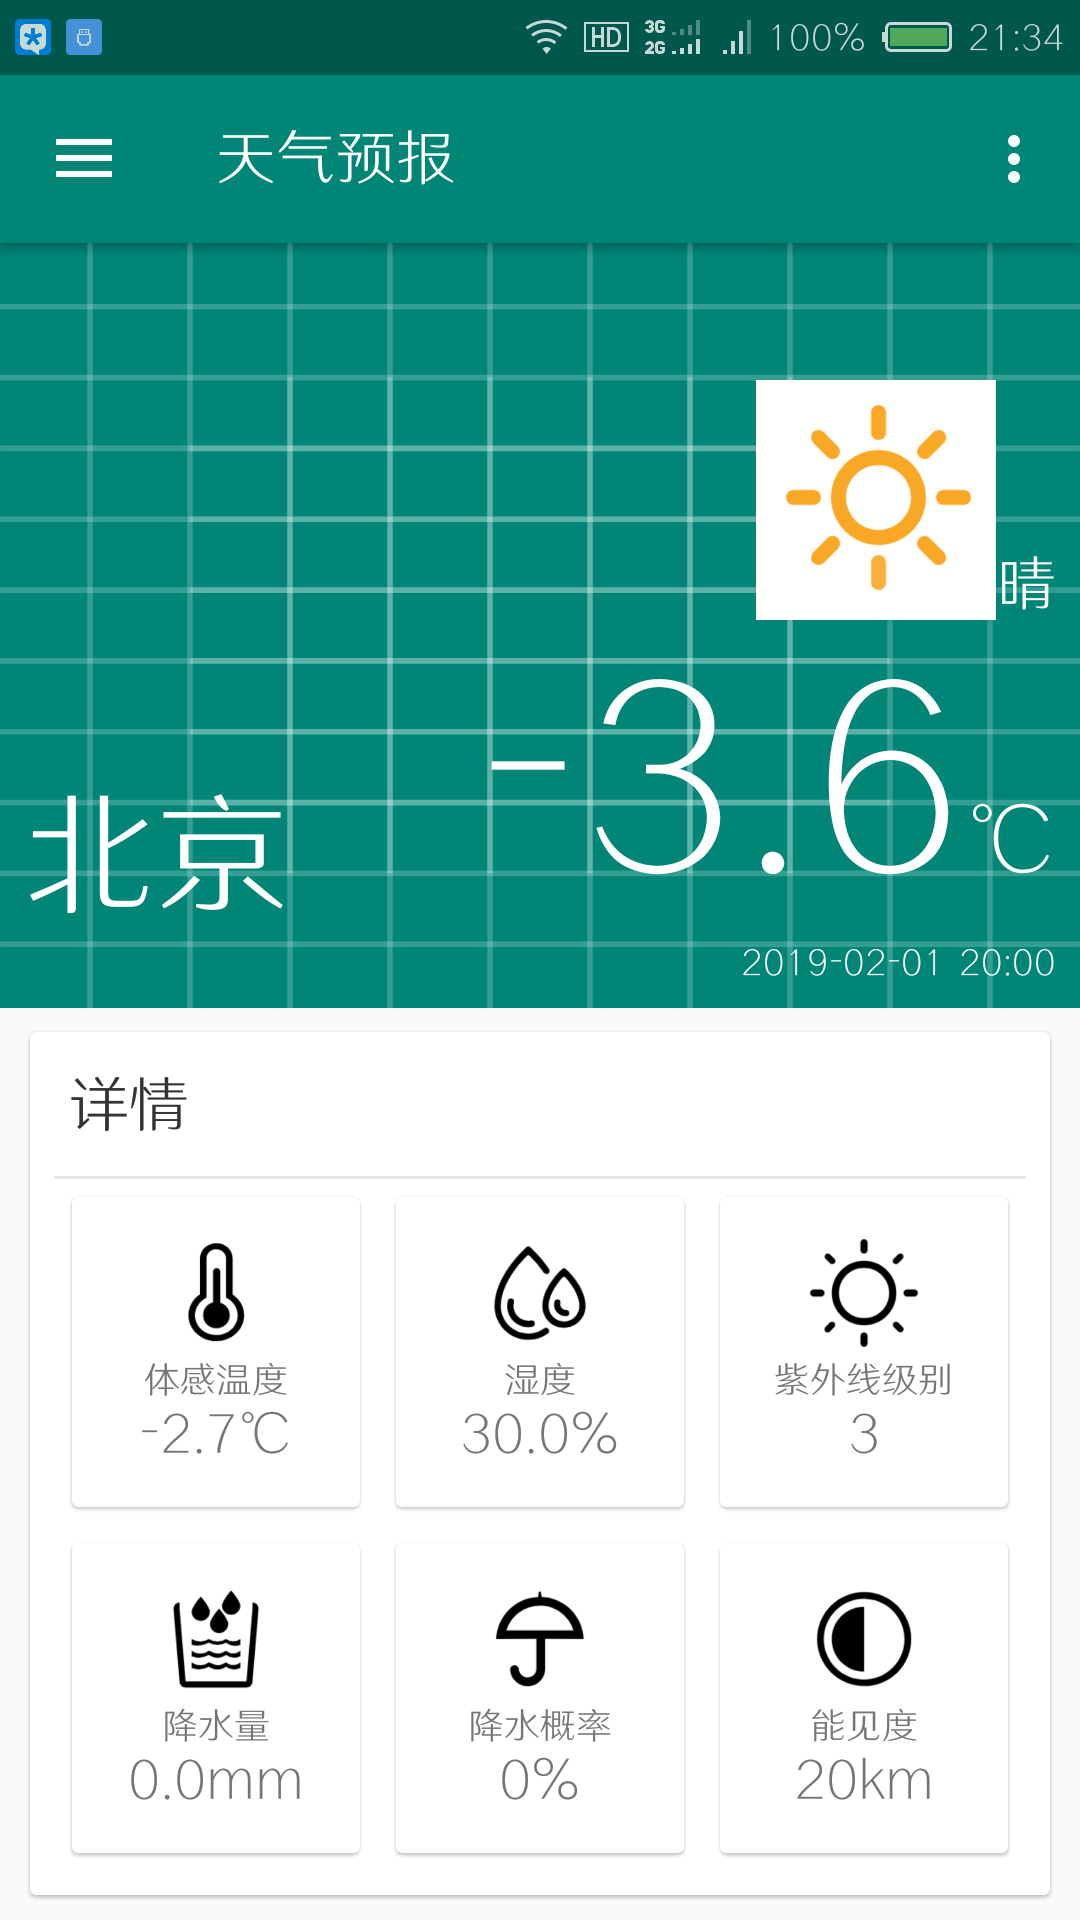 HD 3G 2G 100% 21:34
天气预报
晴
-3.6℃
北京
2019-02-01 20:00
详情
体感温度
-2.7℃
湿度
30.0%
紫外线级别
3
降水量
0.0mm
降水概率
0%
能见度
20km